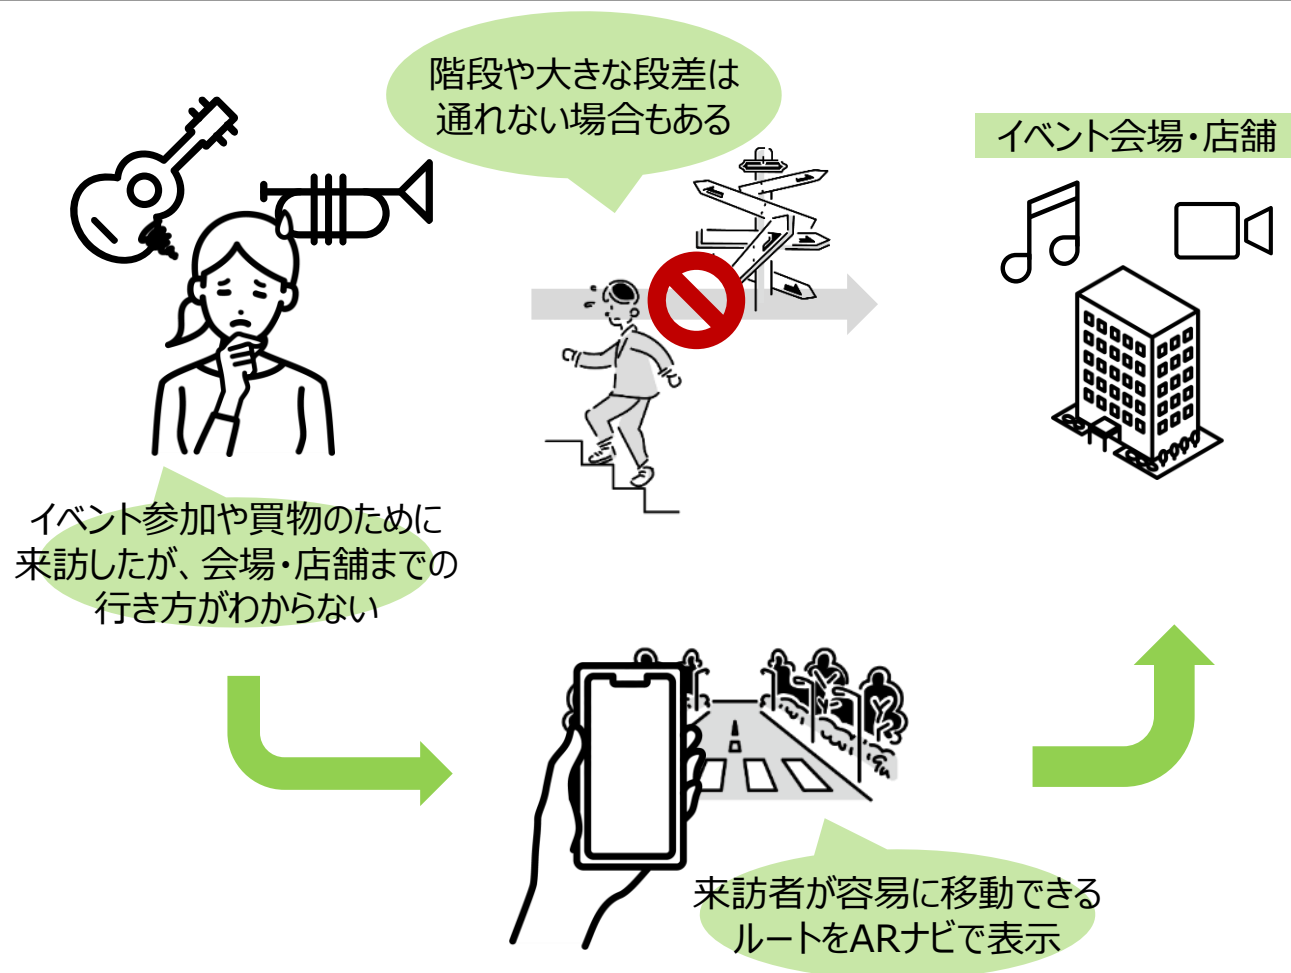 階段や大きな段差は
通れない場合もある
イベント会場・店舗
イベント参加や買物のために
来訪したが、会場・店舗までの
行き方がわからない
来訪者が容易に移動できる
ルートをARナビで表示